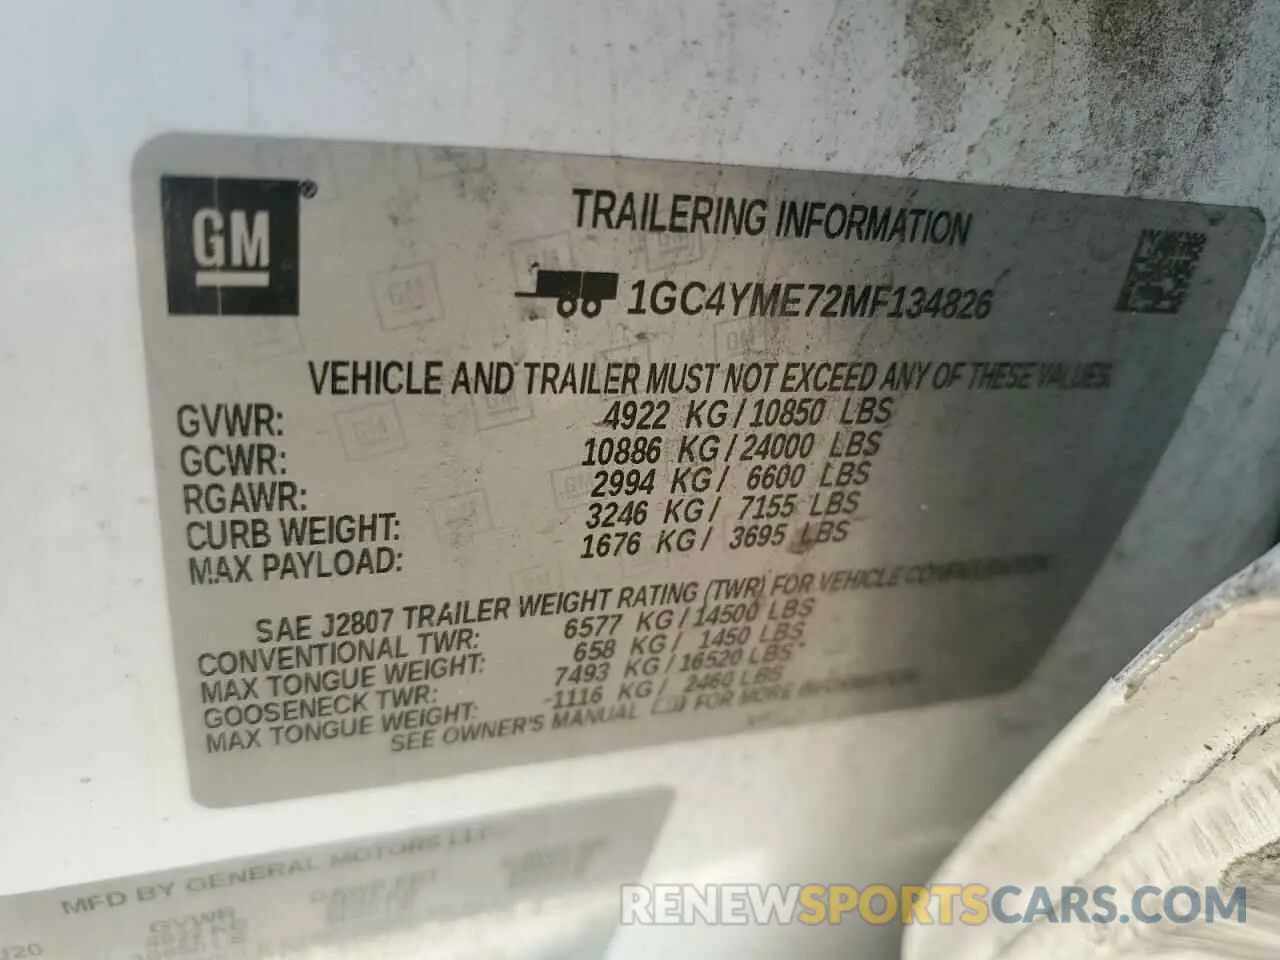 GM®
TRAILERING INFORMATION
1GC4YME72MF134826
VEHICLE AND TRAILER MUST NOT EXCEED ANY OF THESE VALUES.
GVWR: 4922 KG/10850 LBS
GCWR: 10886 KG/24000 LBS
RGAWR: 2994 KG/ 6600 LBS
CURB WEIGHT: 3246 KG/ 7155 LBS
MAX PAYLOAD: 1676 KG/ 3695 LBS
SAE J2807 TRAILER WEIGHT RATING (TWR) FOR VEHICLE CONFIGURATION
CONVENTIONAL TWR: 6577 KG/14500 LBS
MAX TONGUE WEIGHT: 658 KG/ 1450 LBS
GOOSENECK TWR: 7493 KG/16520 LBS
MAX TONGUE WEIGHT: 1116 KG/ 2460 LBS
SEE OWNER'S MANUAL FOR MORE INFORMATION
MFD BY GENERAL MOTORS LLC
GVWR
RENEWSPORTSCARS.COM